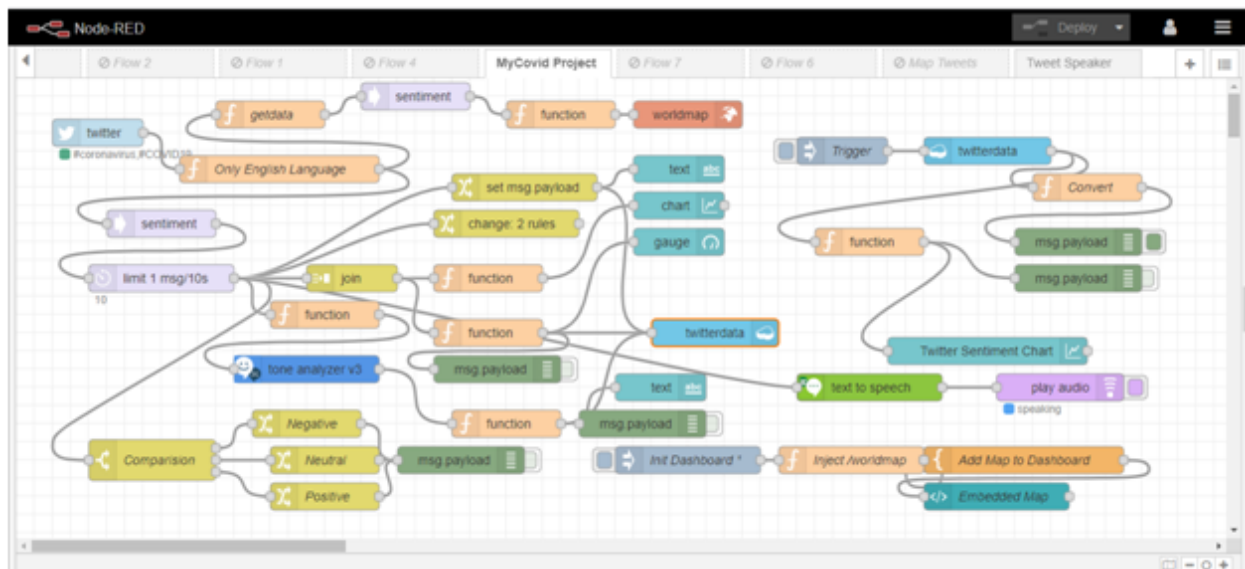 Node-RED Deploy
Flow 2 Flow 1 Flow 4 MyCovid Project Flow 7 Flow 6 Map Tweets Tweet Speaker
sentiment
getdata function worldmap
twitter
#coronavirus,#COVID19
Only English Language
Trigger twitterdata
text
set msg.payload Convert
chart
sentiment change: 2 rules
gauge function msg.payload
limit 1 msg/10s join function msg.payload
10
function
function twitterdata
Twitter Sentiment Chart
tone analyzer v3 msg.payload
text text to speech play audio
speaking
Negative function msg.payload
Comparision Neutral msg.payload Init Dashboard * Inject /worldmap Add Map to Dashboard
Positive Embedded Map